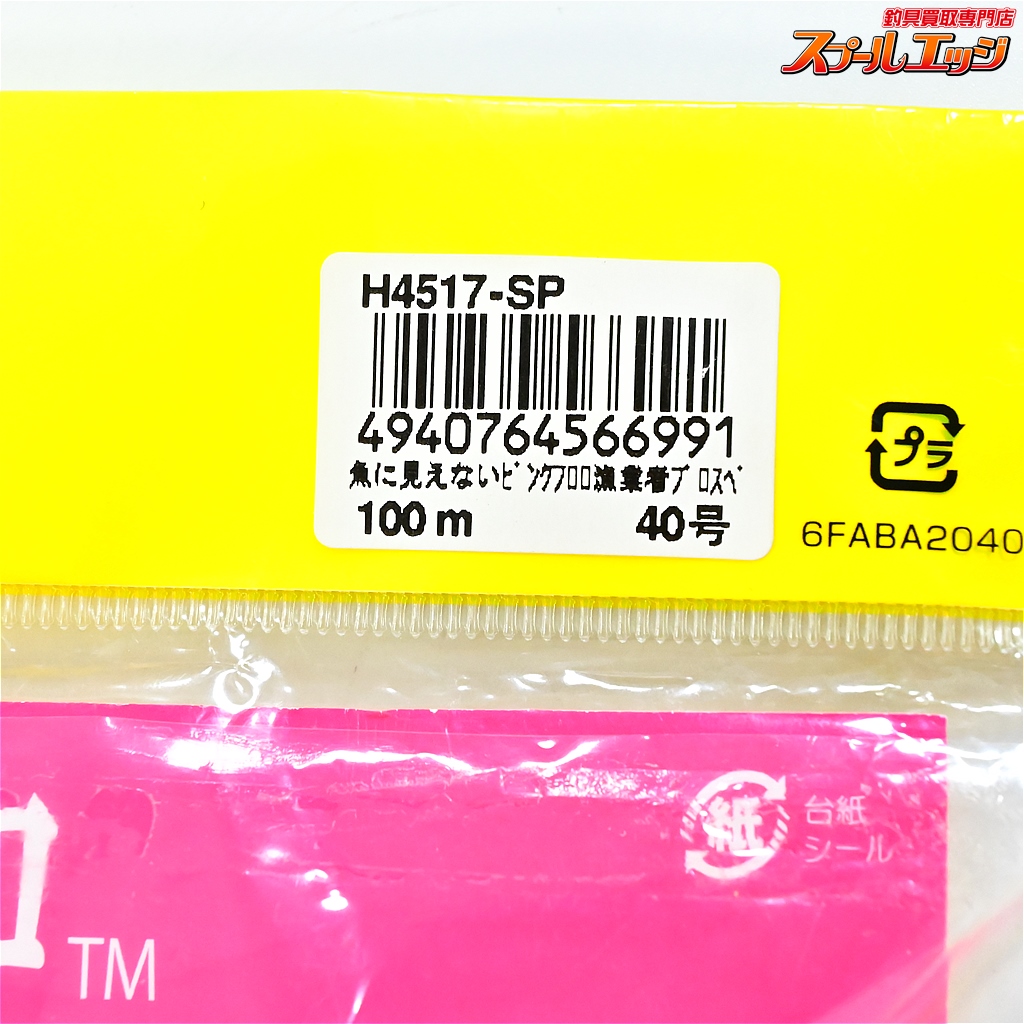 釣具買取専門店
スプールエッジ
H4517-SP
4940764566991
魚に見えないﾋﾟﾝｸﾌﾛﾛ漁業者ﾌﾟﾛｽﾍﾟ
100m 40号
プラ
6FABA2040
紙
台紙
シール
ロ
TM